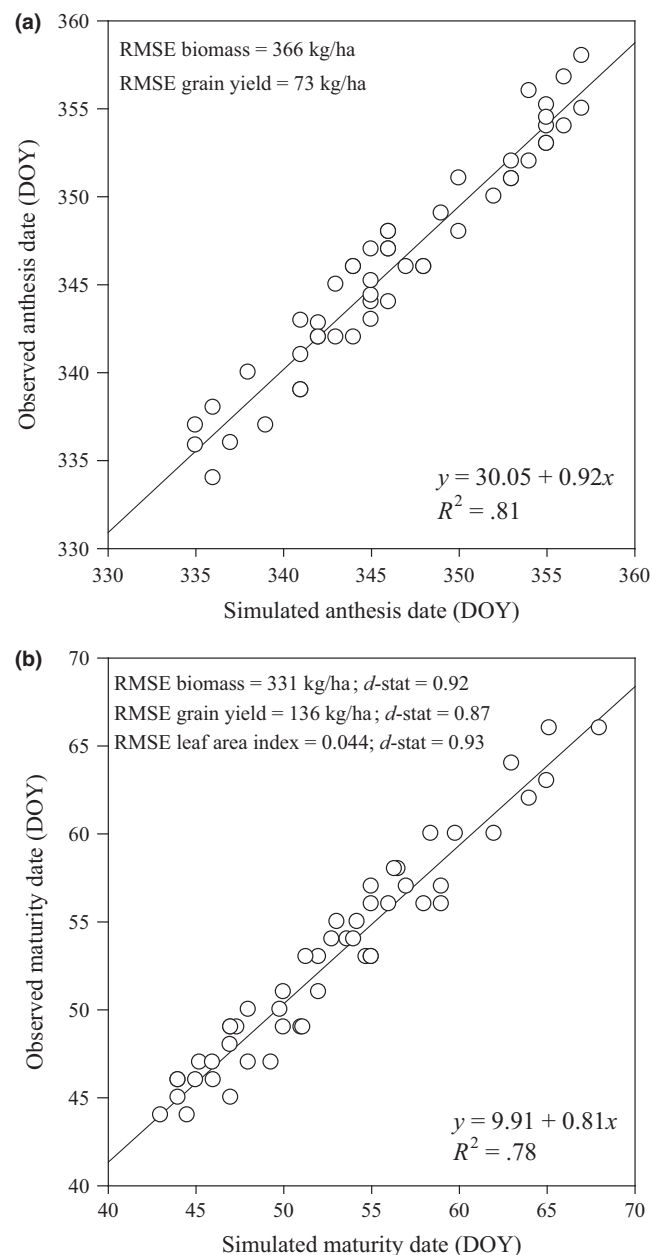 (a)
360
RMSE biomass = 366 kg/ha
RMSE grain yield = 73 kg/ha
355
350
345
340
335
330
Observed anthesis date (DOY)
y = 30.05 + 0.92x
R² = .81
330 335 340 345 350 355 360
Simulated anthesis date (DOY)
(b)
70
RMSE biomass = 331 kg/ha; d-stat = 0.92
RMSE grain yield = 136 kg/ha; d-stat = 0.87
RMSE leaf area index = 0.044; d-stat = 0.93
65
60
55
50
45
40
Observed maturity date (DOY)
y = 9.91 + 0.81x
R² = .78
40 45 50 55 60 65 70
Simulated maturity date (DOY)